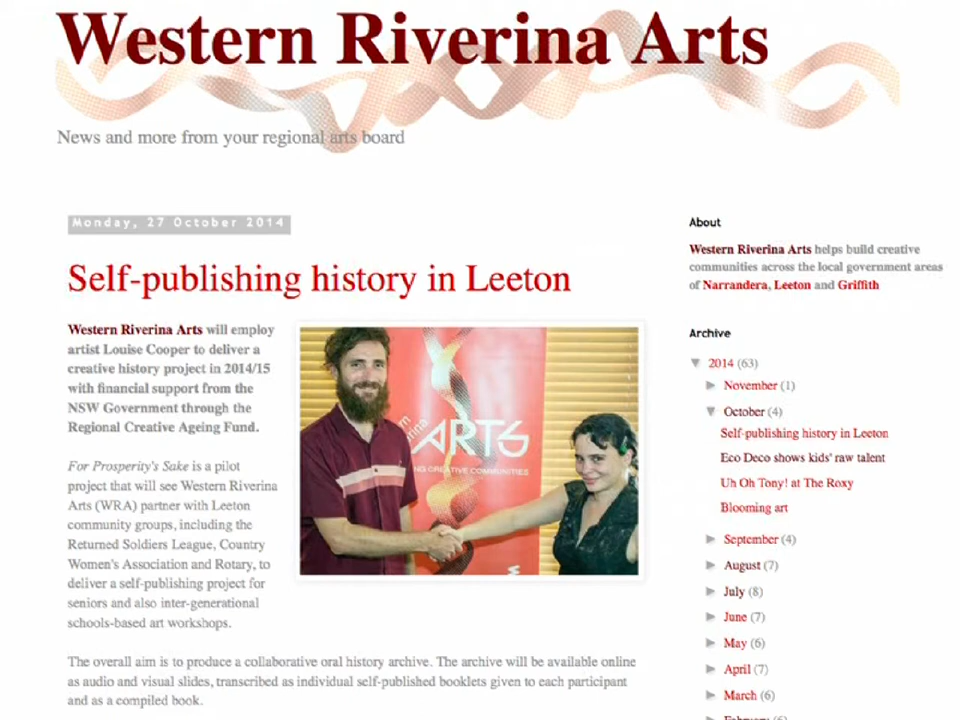 Western Riverina Arts
News and more from your regional arts board
Monday, 27 October 2014
Self-publishing history in Leeton
Western Riverina Arts will employ
artist Louise Cooper to deliver a
creative history project in 2014/15
with financial support from the
NSW Government through the
Regional Creative Ageing Fund.
For Prosperity's Sake is a pilot
project that will see Western Riverina
Arts (WRA) partner with Leeton
community groups, including the
Returned Soldiers League, Country
Women's Association and Rotary, to
deliver a self-publishing project for
seniors and also inter-generational
schools-based art workshops.
ARTS
NG CREATIVE COMMUNITIES
The overall aim is to produce a collaborative oral history archive. The archive will be available online
as audio and visual slides, transcribed as individual self-published booklets given to each participant
and as a compiled book.
About
Western Riverina Arts helps build creative
communities across the local government areas
of Narrandera, Leeton and Griffith
Archive
▼ 2014 (63)
► November (1)
▼ October (4)
Self-publishing history in Leeton
Eco Deco shows kids' raw talent
Uh Oh Tony! at The Roxy
Blooming art
► September (4)
► August (7)
► July (8)
► June (7)
► May (6)
► April (7)
► March (6)